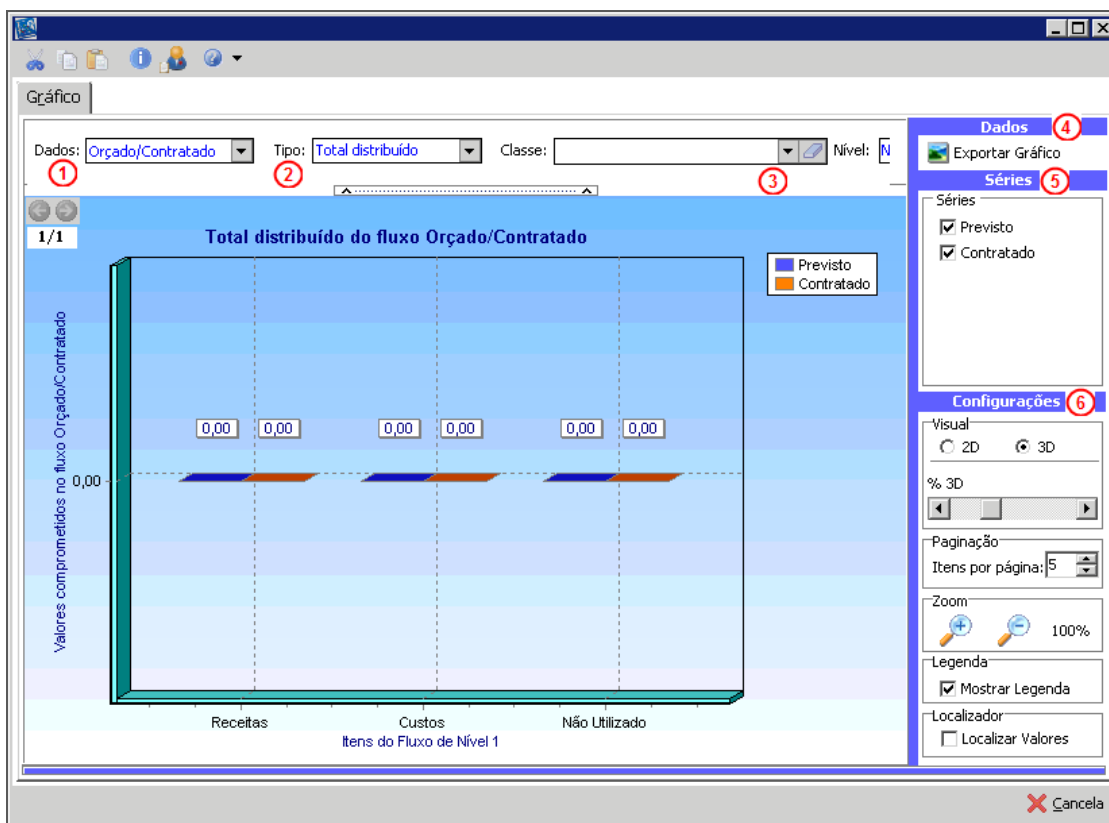 Gráfico
Dados: Orçado/Contratado Tipo: Total distribuído Classe: Nível: N
1 2 3
1/1
Total distribuído do fluxo Orçado/Contratado
Previsto
Contratado
Valores comprometidos no fluxo Orçado/Contratado
0,00 0,00 0,00 0,00 0,00 0,00
0,00
Receitas Custos Não Utilizado
Itens do Fluxo de Nível 1
Dados 4
Exportar Gráfico
Séries 5
Séries
Previsto
Contratado
Configurações 6
Visual
2D 3D
% 3D
Paginação
Itens por página: 5
Zoom
100%
Legenda
Mostrar Legenda
Localizador
Localizar Valores
Cancela